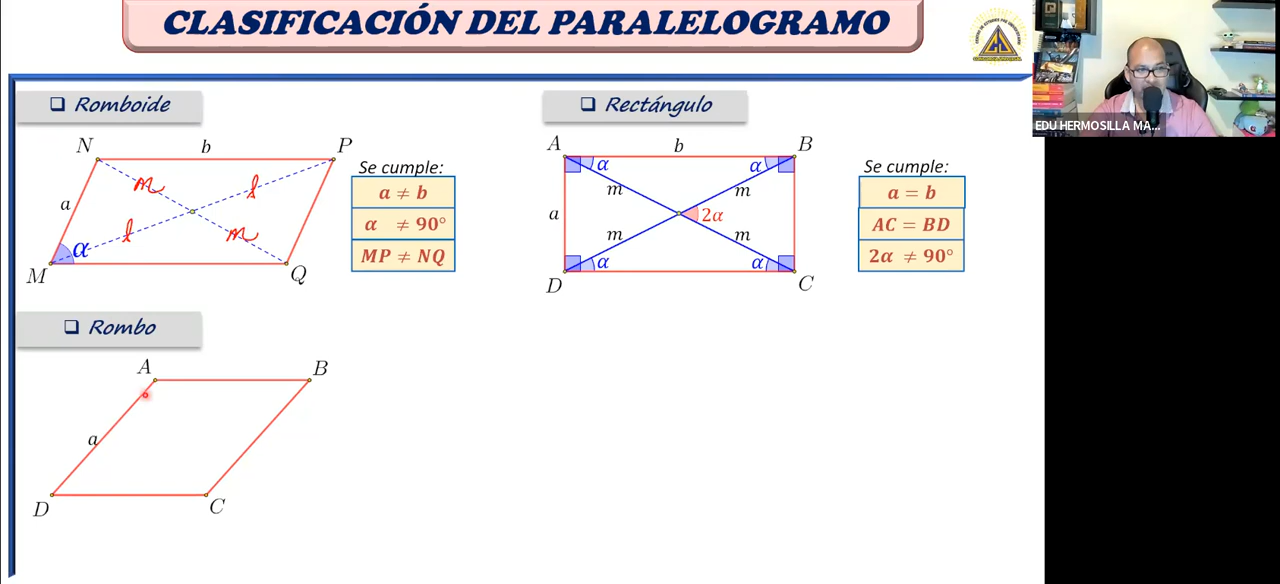 CLASIFICACIÓN DEL PARALELOGRAMO
EDU HERMOSILLA MA...
❑ Romboide
N b P
a
m l
l m
α
M Q
Se cumple:
a ≠ b
α ≠ 90°
MP ≠ NQ
❑ Rectángulo
A b B
α α
m m
a 2α
m m
α α
D C
Se cumple:
a = b
AC = BD
2α ≠ 90°
❑ Rombo
A B
a
D C